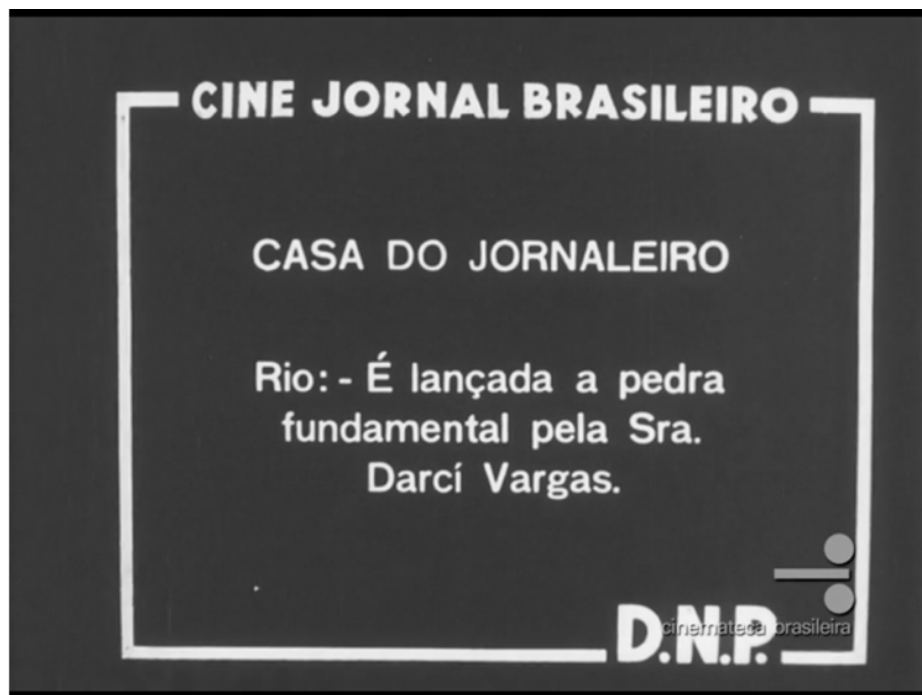 CINE JORNAL BRASILEIRO
CASA DO JORNALEIRO
Rio: - É lançada a pedra
fundamental pela Sra.
Darcí Vargas.
D.N.P.
cinemateca brasileira